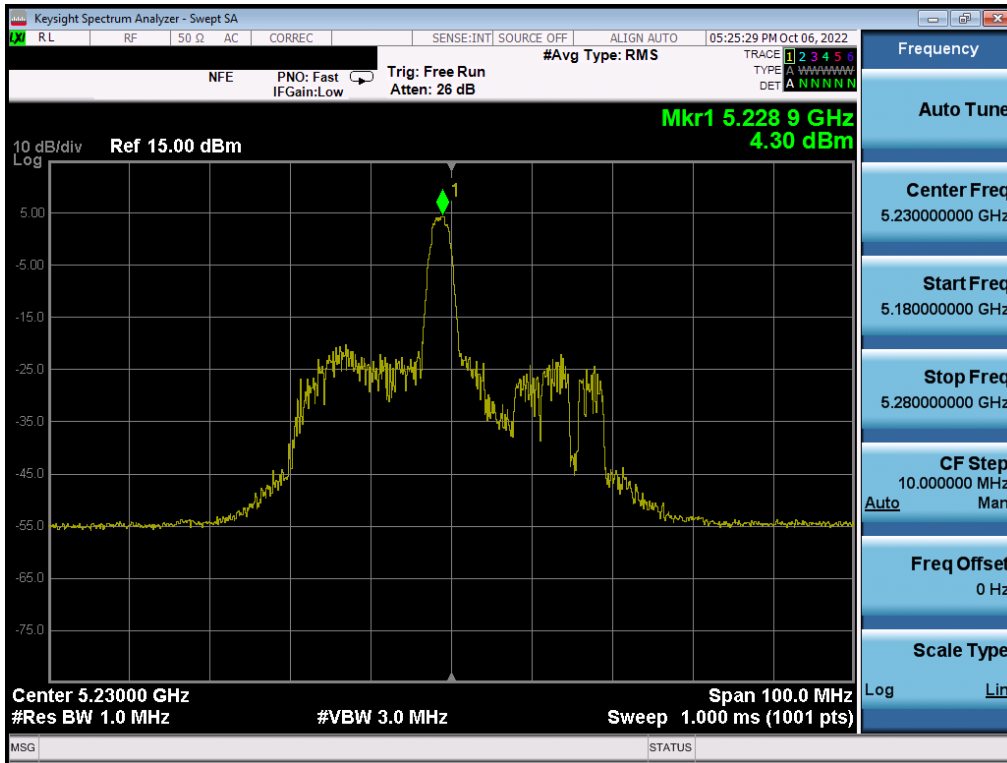 Keysight Spectrum Analyzer - Swept SA
LXI RL RF 50 Ω AC CORREC SENSE:INT SOURCE OFF ALIGN AUTO 05:25:29 PM Oct 06, 2022
Frequency
#Avg Type: RMS
TRACE 1 2 3 4 5 6
TYPE A WWWWW
DET A N N N N N
NFE PNO: Fast Trig: Free Run
IFGain:Low Atten: 26 dB
Auto Tune
Mkr1 5.228 9 GHz
4.30 dBm
10 dB/div Ref 15.00 dBm
Log
1
5.00
-5.00
-15.0
-25.0
-35.0
-45.0
-55.0
-65.0
-75.0
Center Freq
5.230000000 GHz
Start Freq
5.180000000 GHz
Stop Freq
5.280000000 GHz
CF Step
10.000000 MHz
Auto Man
Freq Offset
0 Hz
Scale Type
Log Lin
Center 5.23000 GHz Span 100.0 MHz
#Res BW 1.0 MHz #VBW 3.0 MHz Sweep 1.000 ms (1001 pts)
MSG STATUS